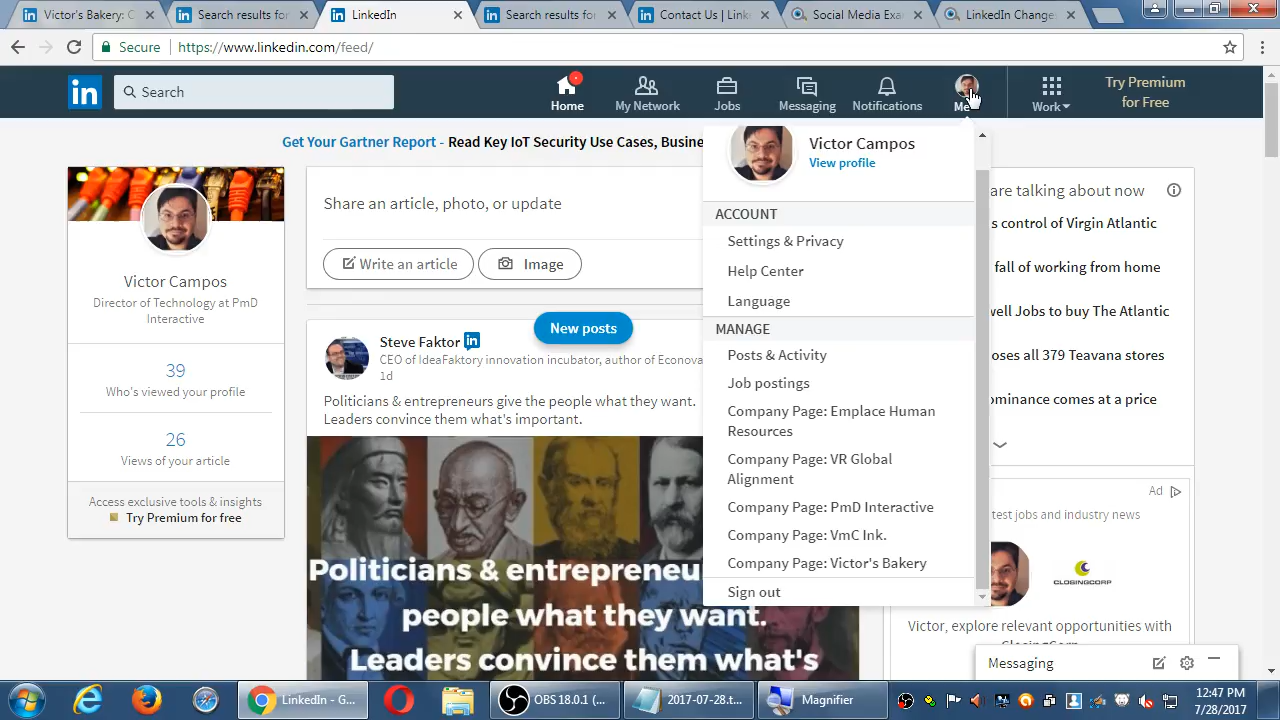 Victor's Bakery: C
Search results for
LinkedIn
Search results for
Contact Us | Link
Social Media Exa
LinkedIn Change
Secure
https://www.linkedin.com/feed/
in
Search
Home
My Network
Jobs
Messaging
Notifications
Me
Work
Try Premium
for Free
Get Your Gartner Report - Read Key IoT Security Use Cases, Busine
Victor Campos
Director of Technology at PmD
Interactive
39
Who's viewed your profile
26
Views of your article
Access exclusive tools & insights
Try Premium for free
Share an article, photo, or update
Write an article
Image
New posts
Steve Faktor in
CEO of IdeaFaktory innovation incubator, author of Econova
1d
Politicians & entrepreneurs give the people what they want.
Leaders convince them what's important.
Politicians & entrepreneu
people what they want.
Leaders convince them what's
Victor Campos
View profile
ACCOUNT
Settings & Privacy
Help Center
Language
MANAGE
Posts & Activity
Job postings
Company Page: Emplace Human
Resources
Company Page: VR Global
Alignment
Company Page: PmD Interactive
Company Page: VmC Ink.
Company Page: Victor's Bakery
Sign out
are talking about now
s control of Virgin Atlantic
fall of working from home
well Jobs to buy The Atlantic
oses all 379 Teavana stores
ominance comes at a price
Ad
test jobs and industry news
CLOSINGCORP
Victor, explore relevant opportunities with
ClosingCorp
Messaging
LinkedIn - G...
OBS 18.0.1 (...
2017-07-28.t...
Magnifier
12:47 PM
7/28/2017